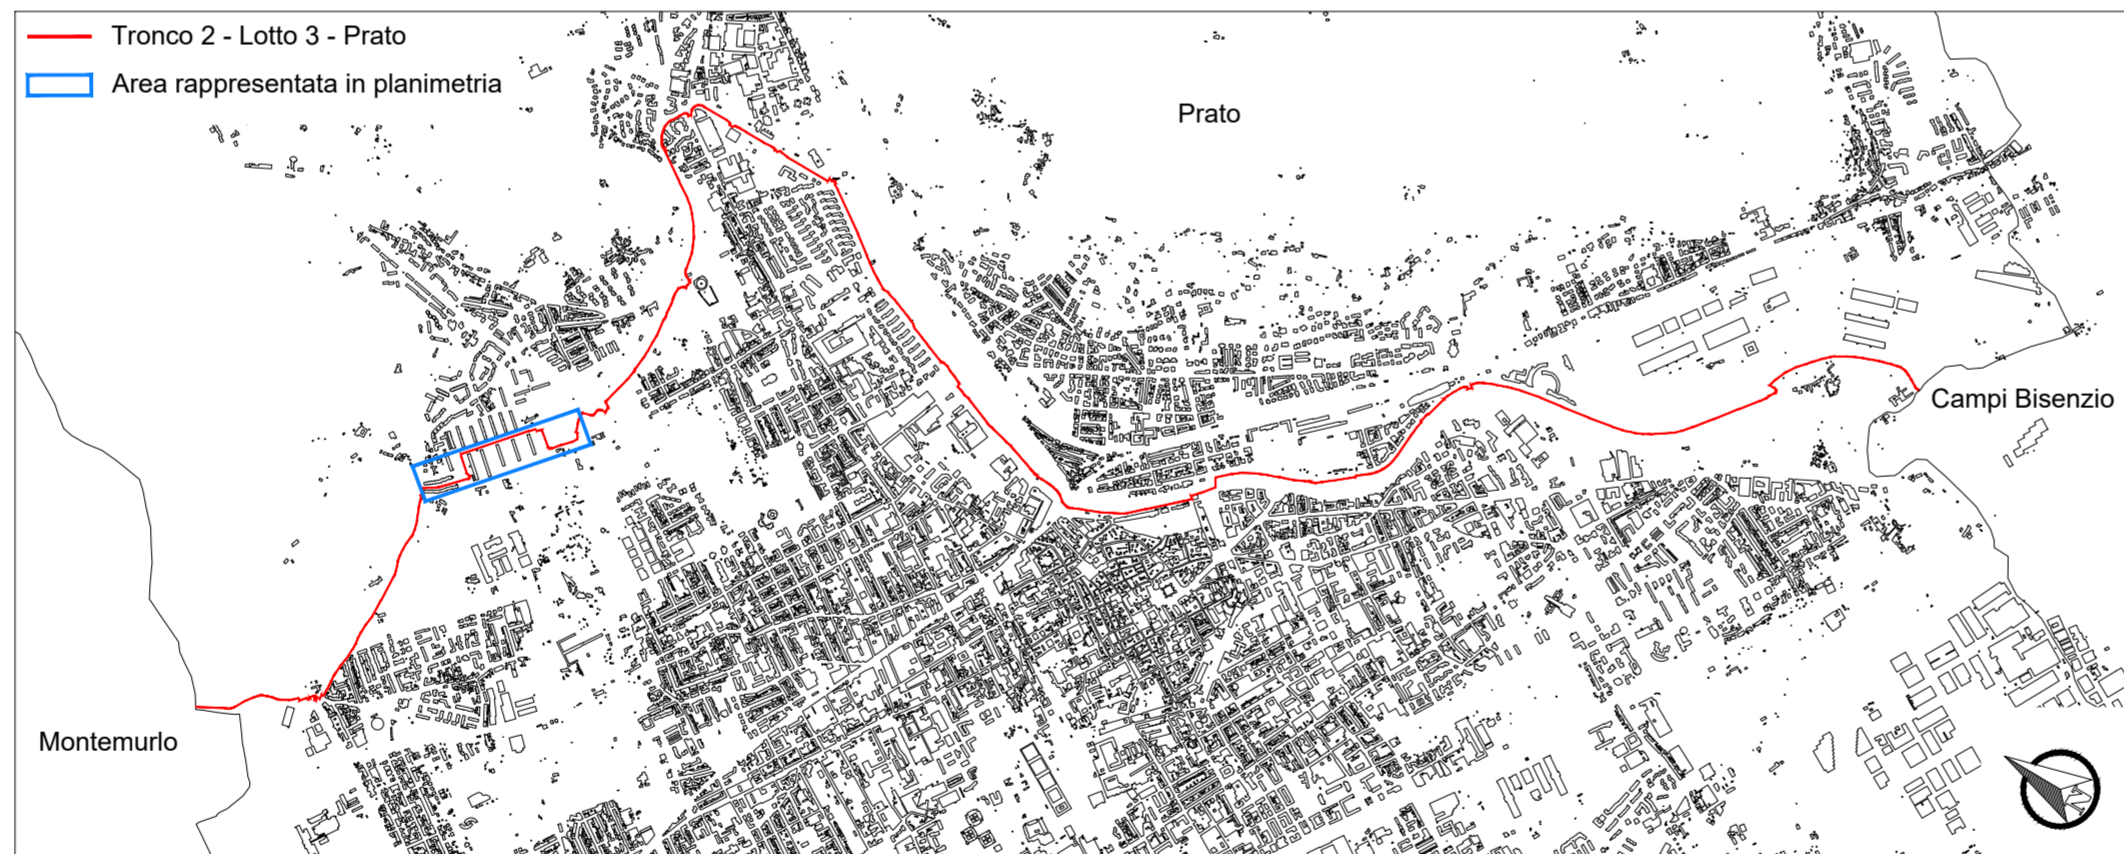 Tronco 2 - Lotto 3 - Prato
Area rappresentata in planimetria
Prato
Campi Bisenzio
Montemurlo
N